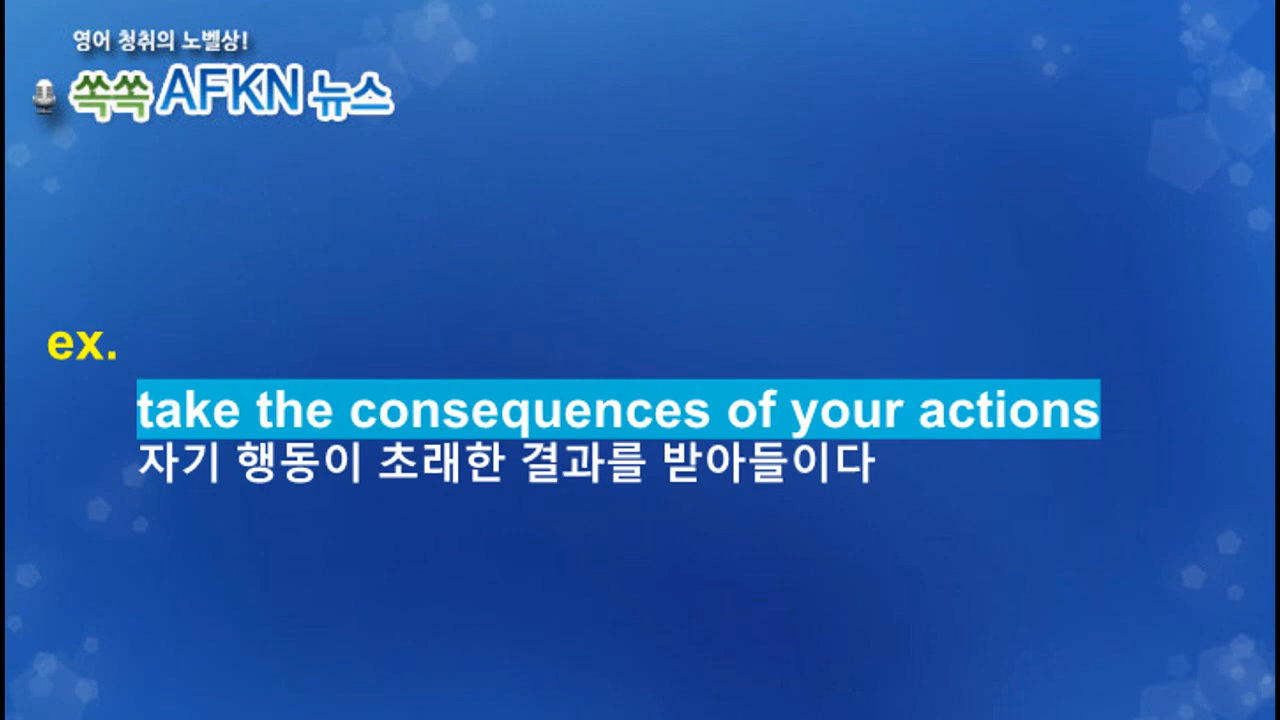 영어 청취의 노벨상!
쏙쏙 AFKN 뉴스
ex.
take the consequences of your actions
자기 행동이 초래한 결과를 받아들이다